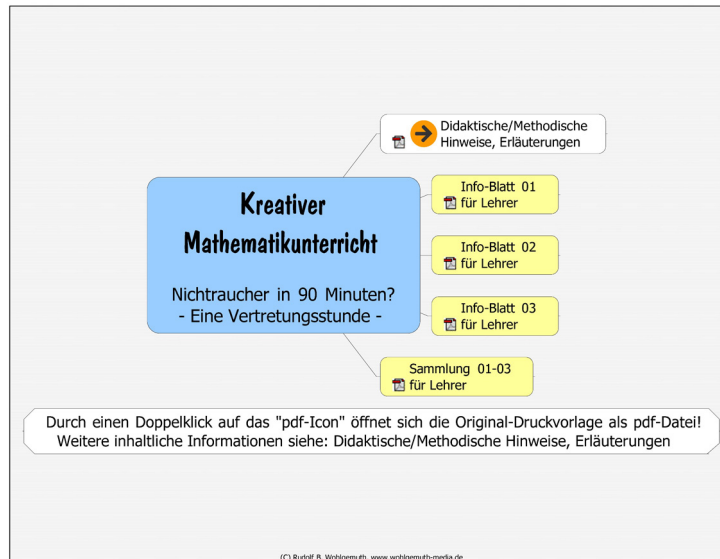 Didaktische/Methodische
Hinweise, Erläuterungen
Kreativer
Mathematikunterricht
Nichtraucher in 90 Minuten?
- Eine Vertretungsstunde -
Info-Blatt 01
für Lehrer
Info-Blatt 02
für Lehrer
Info-Blatt 03
für Lehrer
Sammlung 01-03
für Lehrer
Durch einen Doppelklick auf das "pdf-Icon" öffnet sich die Original-Druckvorlage als pdf-Datei!
Weitere inhaltliche Informationen siehe: Didaktische/Methodische Hinweise, Erläuterungen
(C) Rudolf B. Wohlgemuth, www.wohlgemuth-media.de